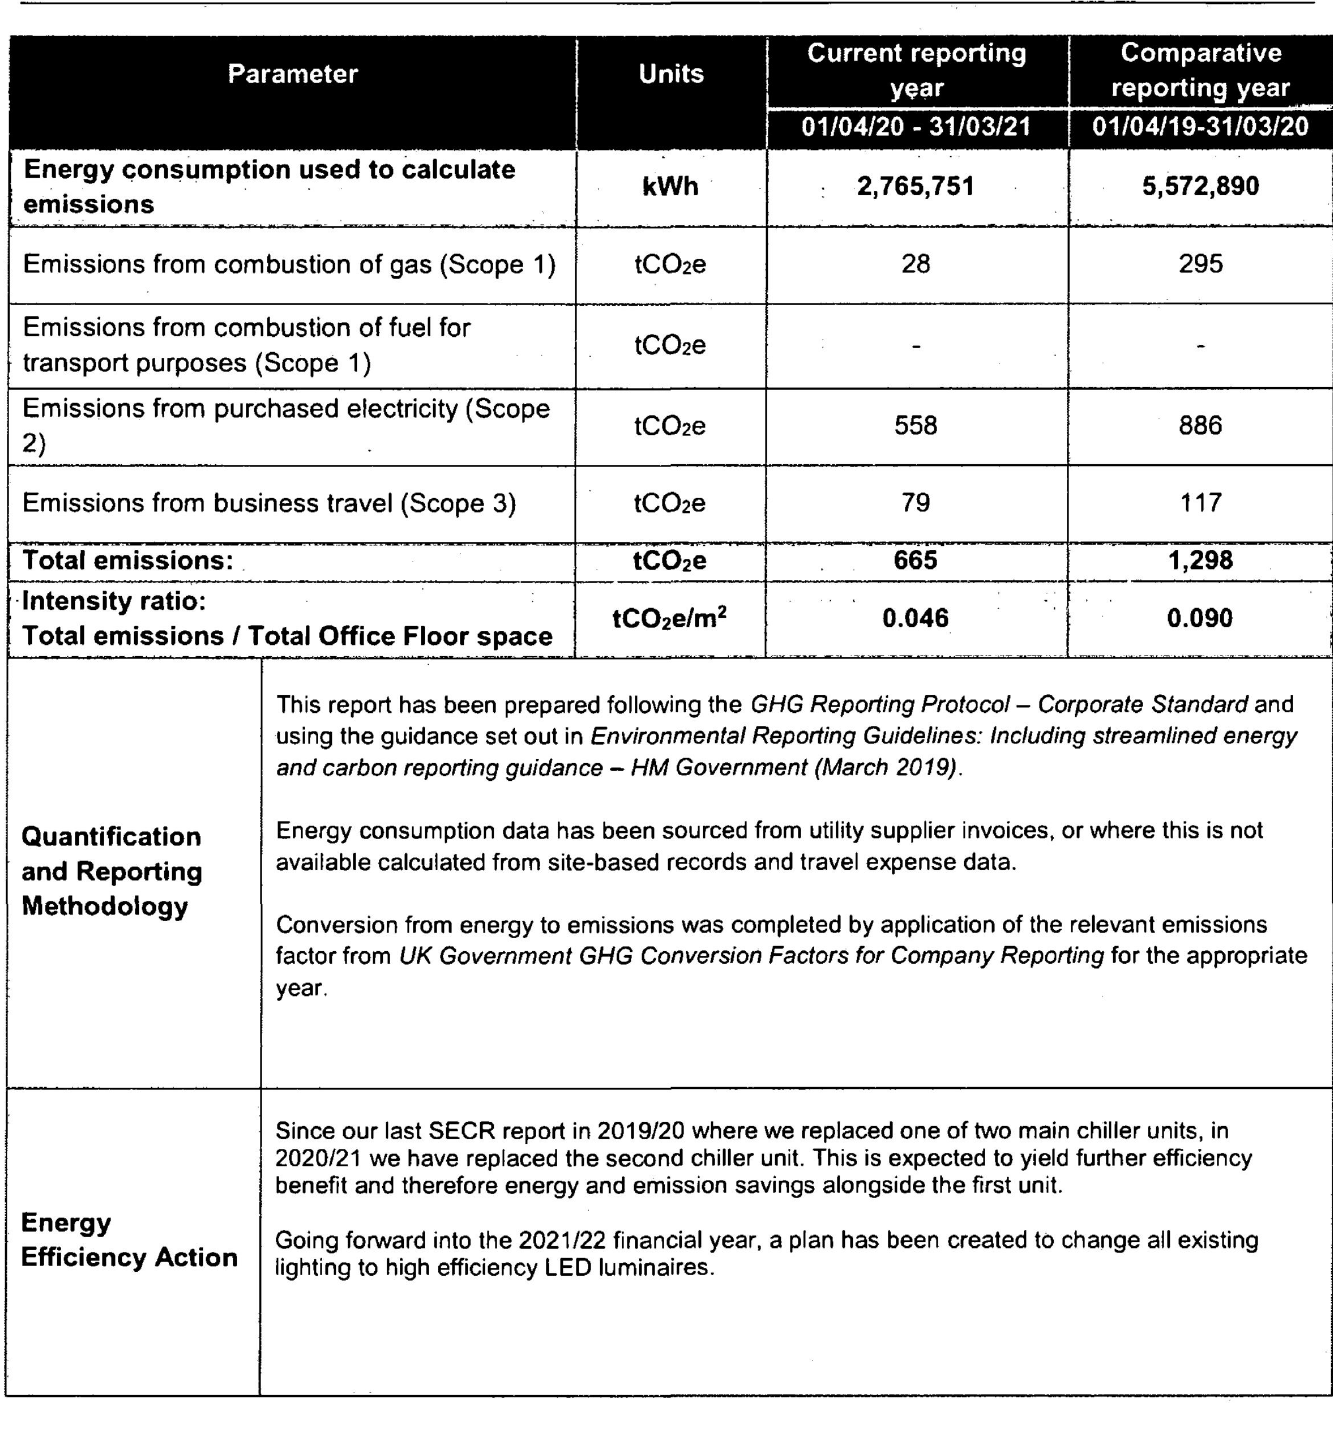 Parameter
Units
Current reporting
year
Comparative
reporting year
01/04/20 - 31/03/21
01/04/19-31/03/20
Energy consumption used to calculate
emissions
kWh
2,765,751
5,572,890
Emissions from combustion of gas (Scope 1)
tCO₂e
28
295
Emissions from combustion of fuel for
transport purposes (Scope 1)
tCO₂e
-
-
Emissions from purchased electricity (Scope
2)
tCO₂e
558
886
Emissions from business travel (Scope 3)
tCO₂e
79
117
Total emissions:
tCO₂e
665
1,298
Intensity ratio:
Total emissions / Total Office Floor space
tCO₂e/m²
0.046
0.090
Quantification
and Reporting
Methodology
This report has been prepared following the GHG Reporting Protocol – Corporate Standard and
using the guidance set out in Environmental Reporting Guidelines: Including streamlined energy
and carbon reporting guidance – HM Government (March 2019).
Energy consumption data has been sourced from utility supplier invoices, or where this is not
available calculated from site-based records and travel expense data.
Conversion from energy to emissions was completed by application of the relevant emissions
factor from UK Government GHG Conversion Factors for Company Reporting for the appropriate
year.
Energy
Efficiency Action
Since our last SECR report in 2019/20 where we replaced one of two main chiller units, in
2020/21 we have replaced the second chiller unit. This is expected to yield further efficiency
benefit and therefore energy and emission savings alongside the first unit.
Going forward into the 2021/22 financial year, a plan has been created to change all existing
lighting to high efficiency LED luminaires.